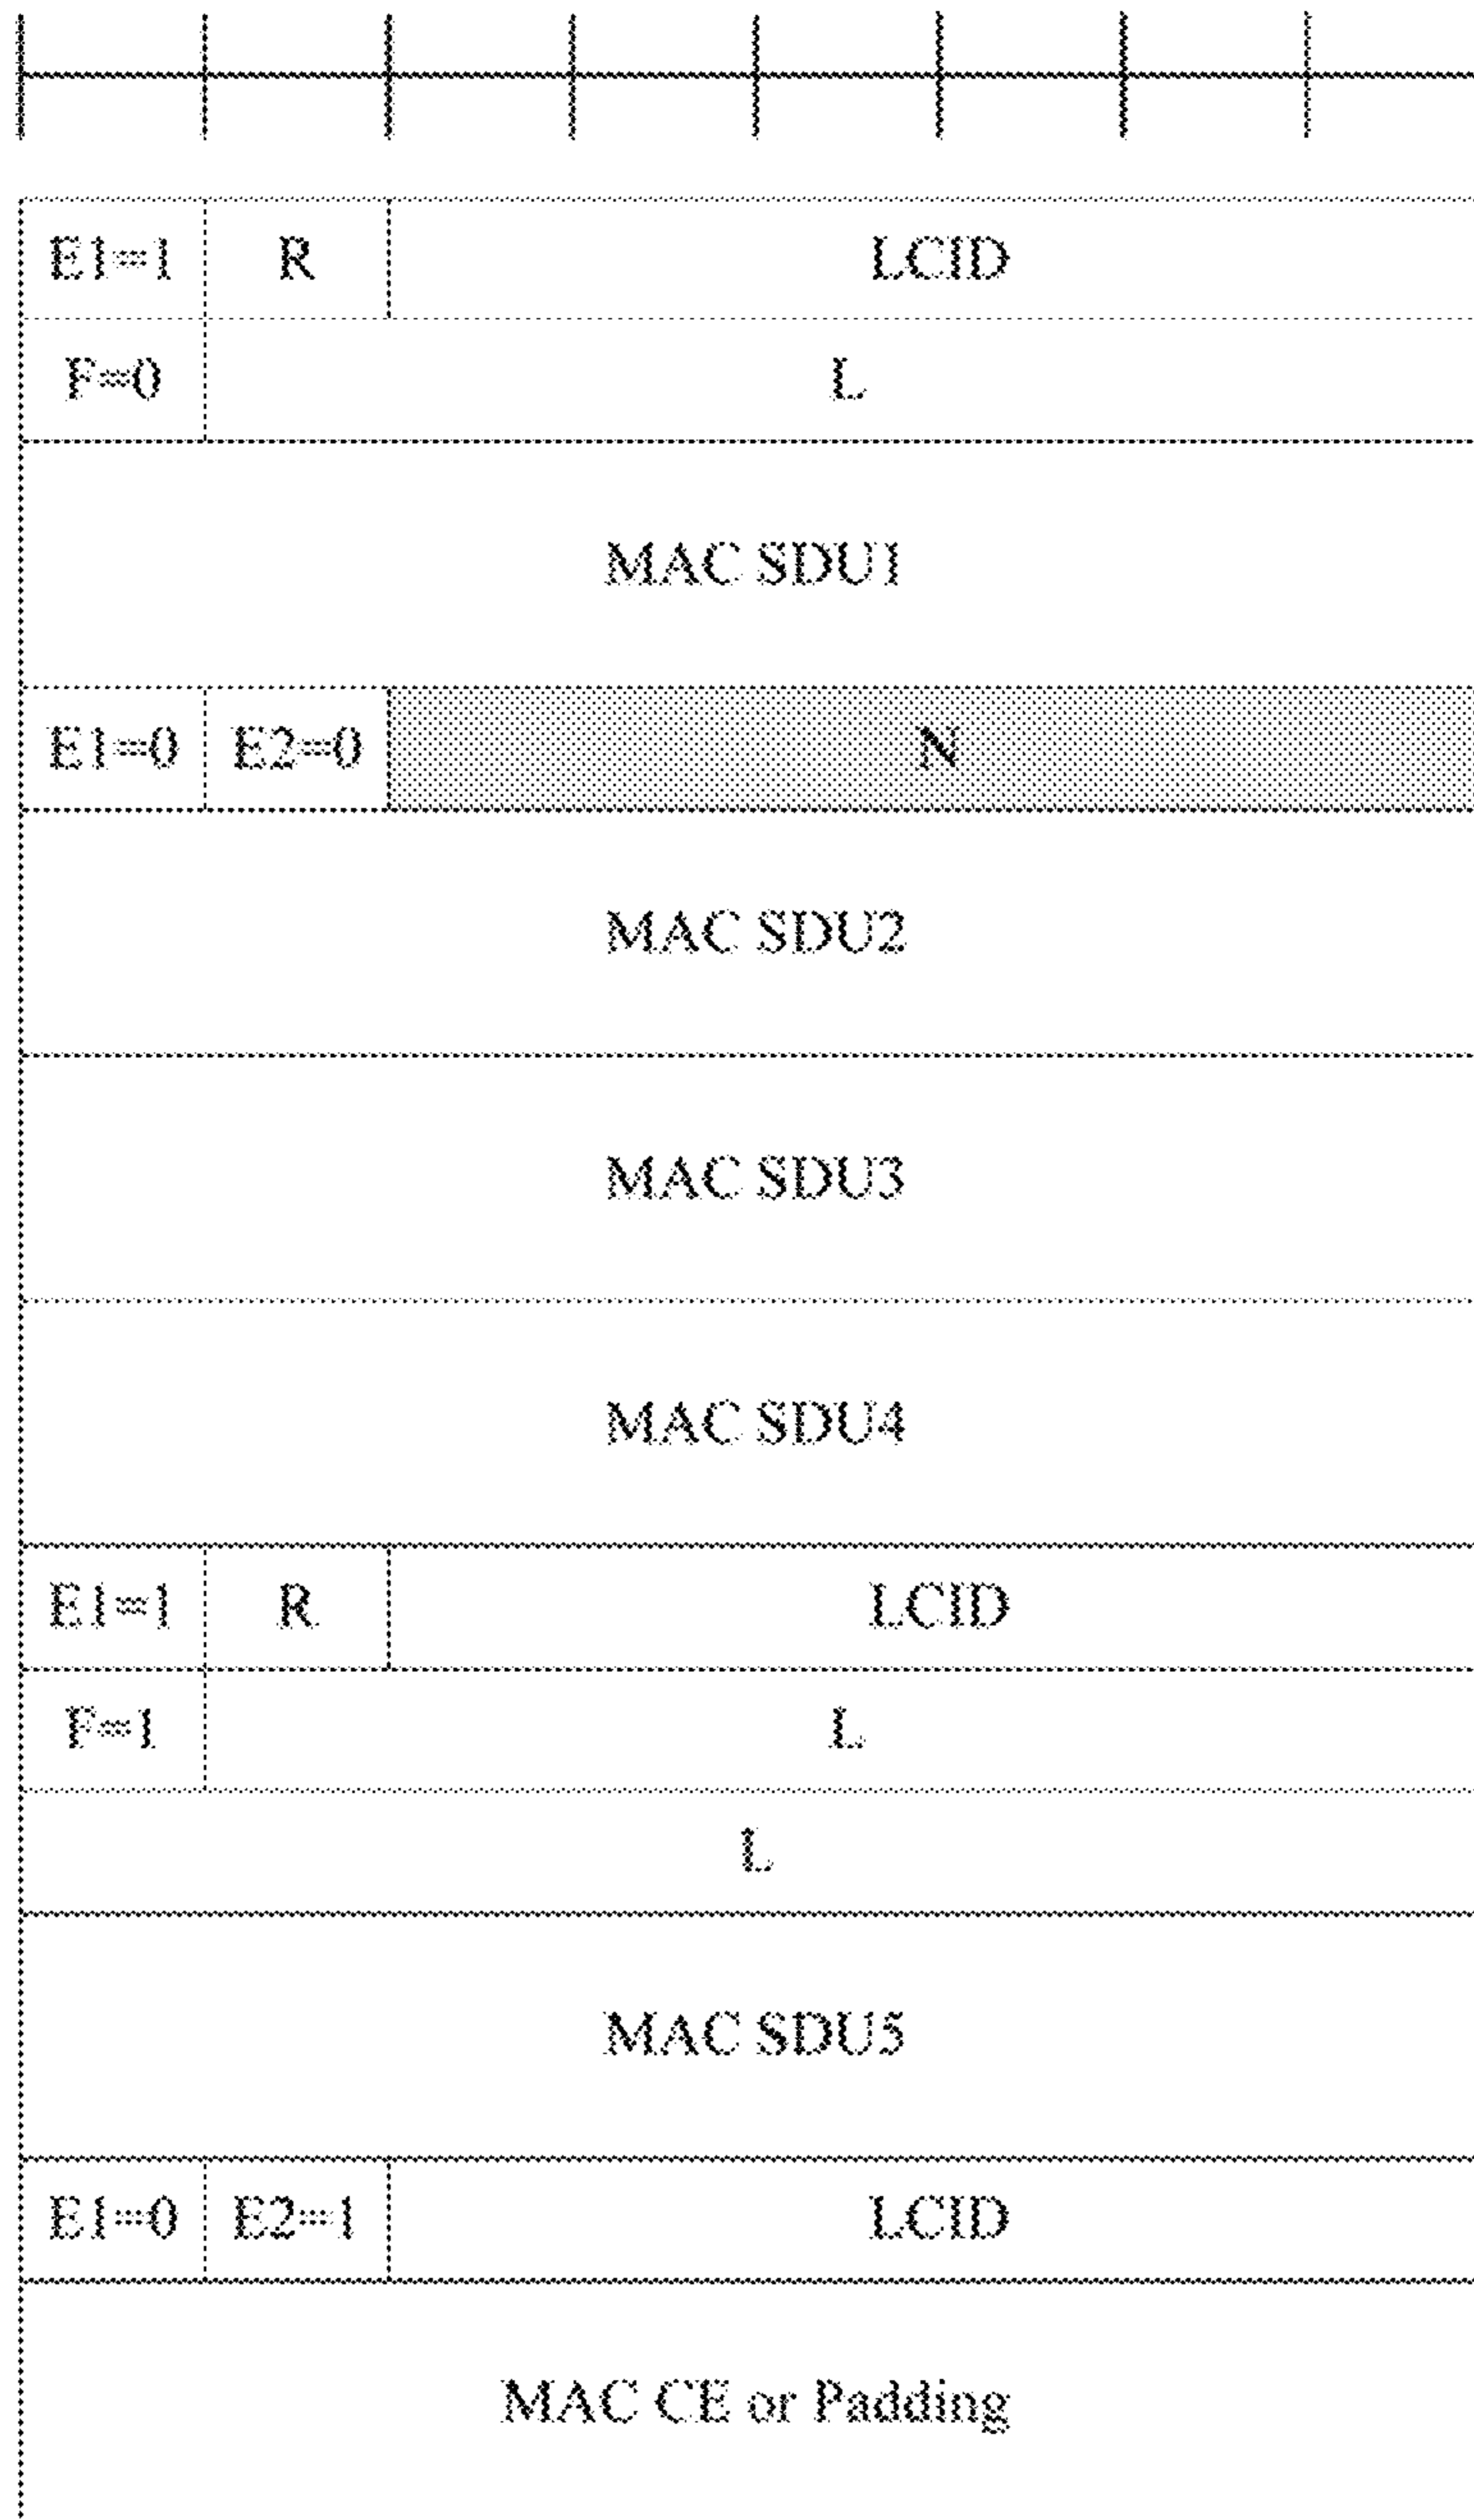 E1=1 R LCID
F=0 L
MAC SDU1
E1=0 E2=0 N
MAC SDU2
MAC SDU3
MAC SDU4
E1=1 R LCID
F=1 L
L
MAC SDU5
E1=0 E2=1 LCID
MAC CE or Padding